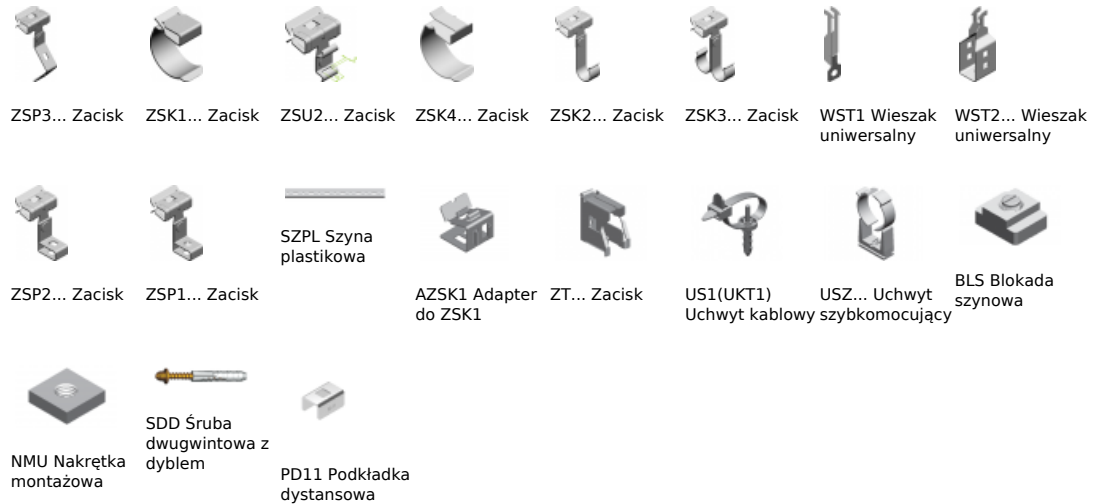 ZSP3... Zacisk
ZSK1... Zacisk
ZSU2... Zacisk
ZSK4... Zacisk
ZSK2... Zacisk
ZSK3... Zacisk
WST1 Wieszak
uniwersalny
WST2... Wieszak
uniwersalny
ZSP2... Zacisk
ZSP1... Zacisk
SZPL Szyna
plastikowa
AZSK1 Adapter
do ZSK1
ZT... Zacisk
US1(UKT1)
Uchwyt kablowy
USZ... Uchwyt
szybkomocujący
BLS Blokada
szynowa
NMU Nakrętka
montażowa
SDD Śruba
dwugwintowa z
dyblem
PD11 Podkładka
dystansowa